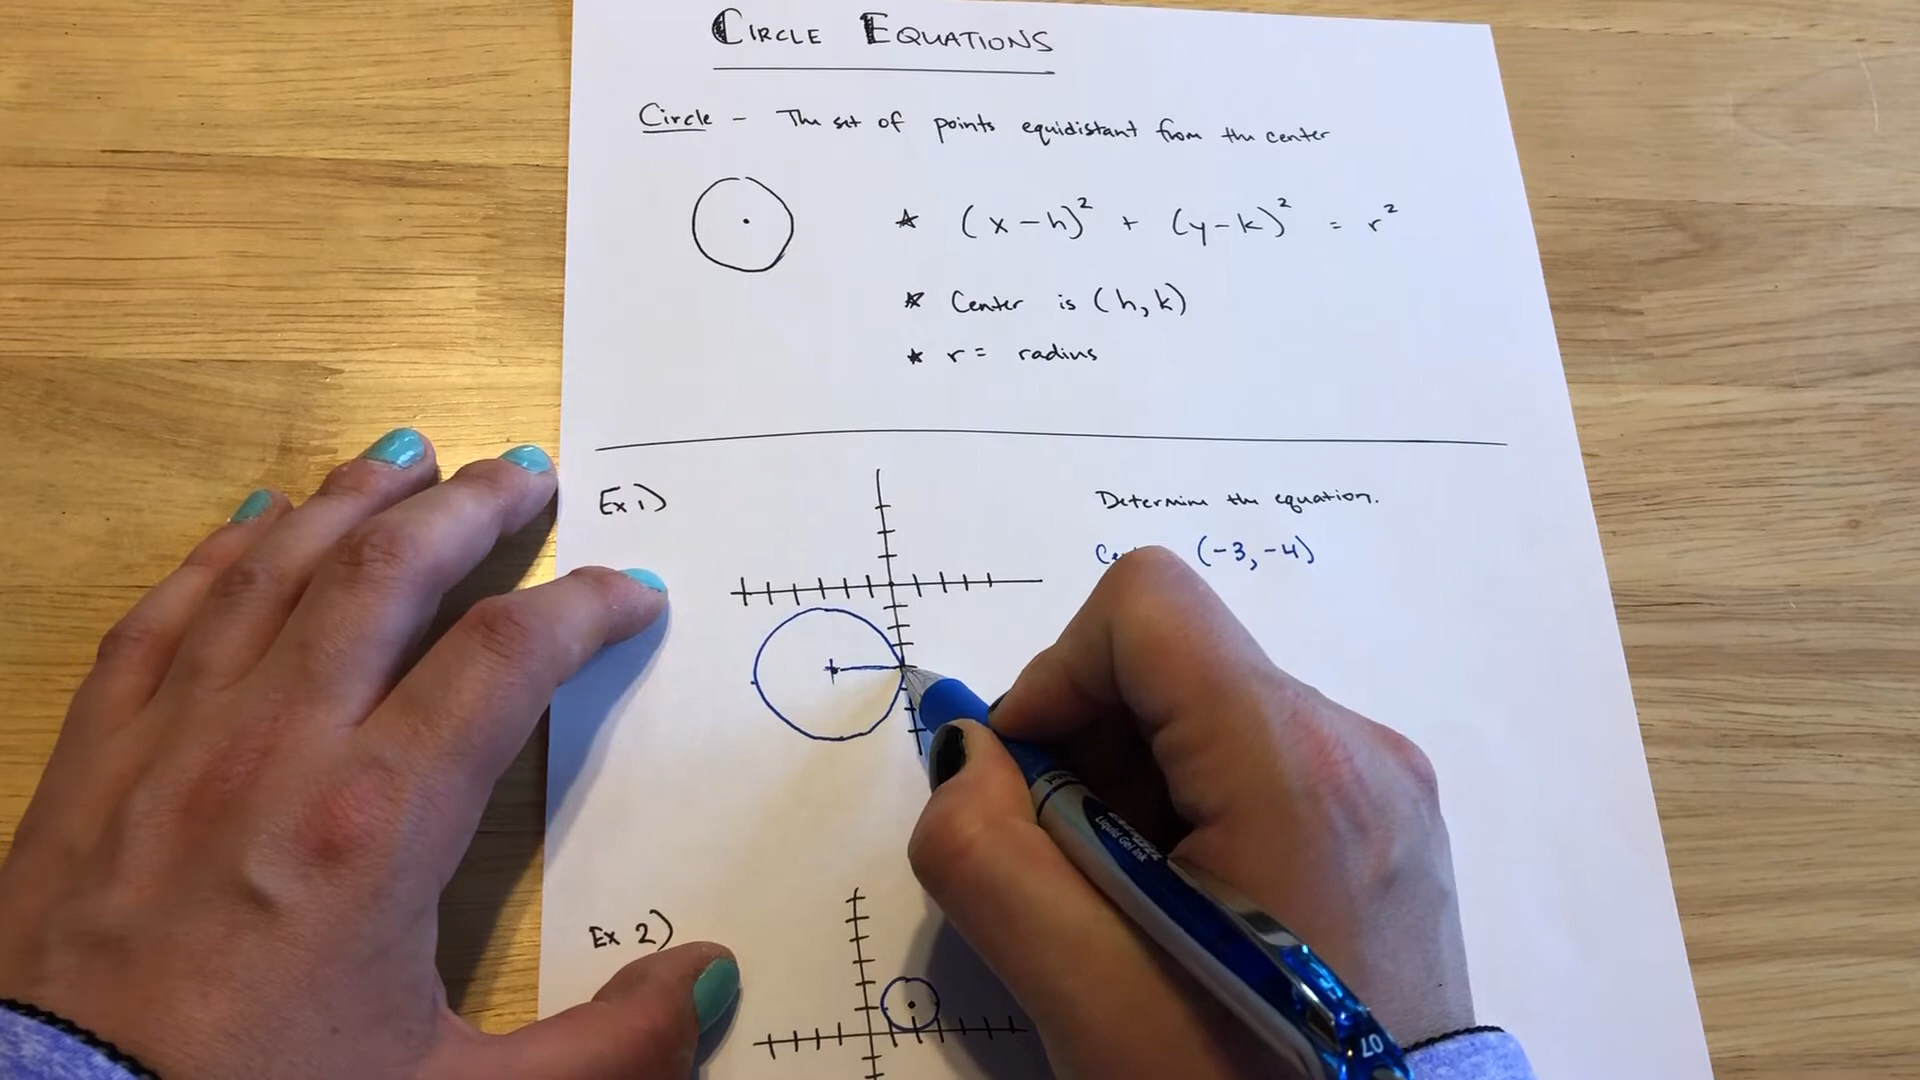 CIRCLE EQUATIONS
Circle - The set of points equidistant from the center
★ (x-h)² + (y-k)² = r²
★ Center is (h,k)
★ r = radius
Ex 1)
Determine the equation.
(-3,-4)
Ex 2)
Liquid Gel Ink
07